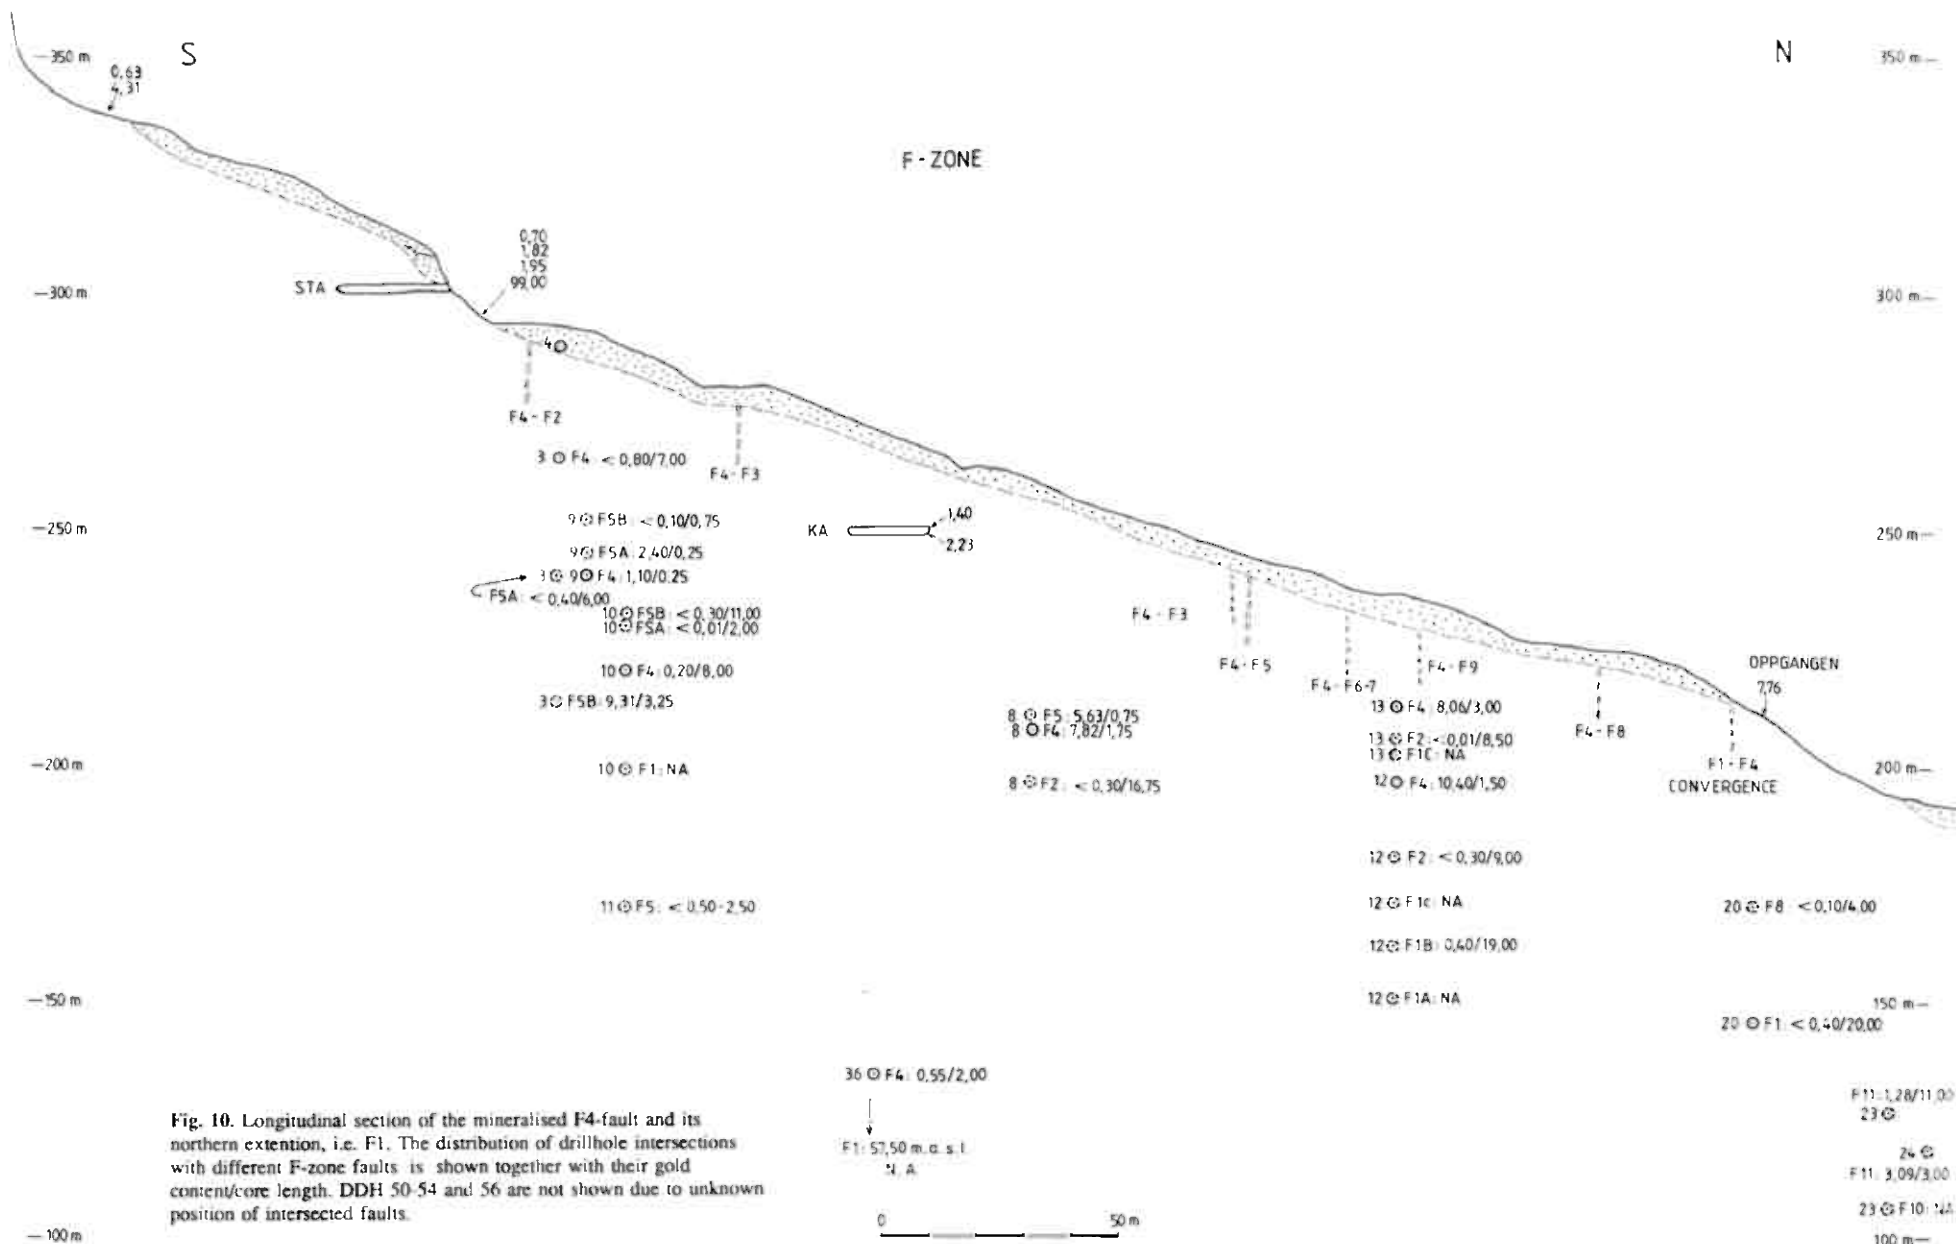 S
N
—350 m
350 m—
0,63
4,31
F - ZONE
0,70
1,82
1,95
99,00
STA
—300 m
300 m—
4
F4 - F2
3 F4: < 0,80/7,00
F4 - F3
9 F5B: < 0,10/0,75
—250 m
KA
1,40
2,23
250 m—
9 F5A: 2,40/0,25
3 9 F4: 1,10/0,25
F5A: < 0,40/6,00
10 F5B: < 0,30/11,00
10 F5A: < 0,01/2,00
F4 - F3
F4 - F5
F4 - F6-7
F4 - F9
OPPGANGEN
7,76
10 F4: 0,20/8,00
3 F5B: 9,31/3,25
8 F5: 5,63/0,75
8 F4: 7,82/1,75
13 F4: 8,06/3,00
F4 - F8
13 F2: <0,01/8,50
13 F1C: NA
F1 - F4
CONVERGENCE
—200 m
10 F1: NA
200 m—
8 F2: < 0,30/16,75
12 F4: 10,40/1,50
12 F2: < 0,30/9,00
11 F5: < 0,50-2,50
12 F1C: NA
20 F8: < 0,10/4,00
12 F1B: 0,40/19,00
—150 m
12 F1A: NA
150 m—
20 F1: < 0,40/20,00
36 F4: 0,55/2,00
F1: 57,50 m.a.s.l.
N.A.
F11: 1,28/11,00
23
24
F11: 3,09/3,00
23 F10: NA
Fig. 10. Longitudinal section of the mineralised F4-fault and its
northern extention, i.e. F1. The distribution of drillhole intersections
with different F-zone faults is shown together with their gold
content/core length. DDH 50-54 and 56 are not shown due to unknown
position of intersected faults.
0 50 m
—100 m
100 m—